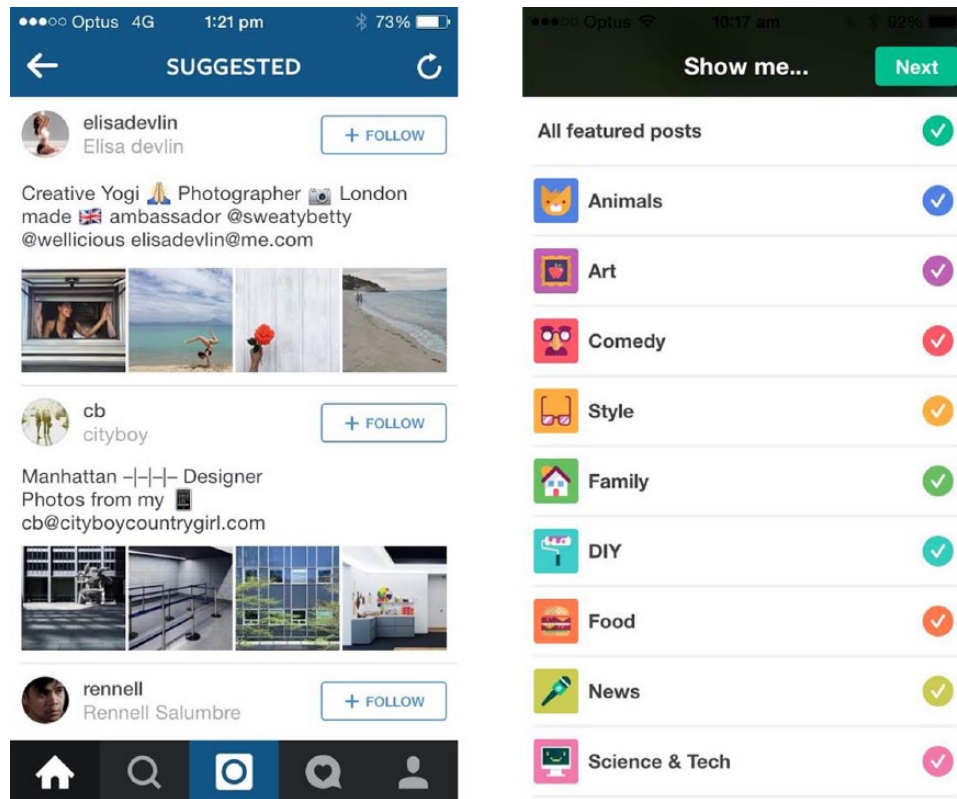 Optus 4G 1:21 pm 73%
SUGGESTED
elisadevlin
Elisa devlin
+ FOLLOW
Creative Yogi 🙏 Photographer 📷 London
made 🇬🇧 ambassador @sweatybetty
@wellicious elisadevlin@me.com
cb
cityboy
+ FOLLOW
Manhattan –|–|–|– Designer
Photos from my 📱
cb@cityboycountrygirl.com
rennell
Rennell Salumbre
+ FOLLOW
Optus 10:17 am 92%
Show me...
Next
All featured posts
Animals
Art
Comedy
Style
Family
DIY
Food
News
Science & Tech